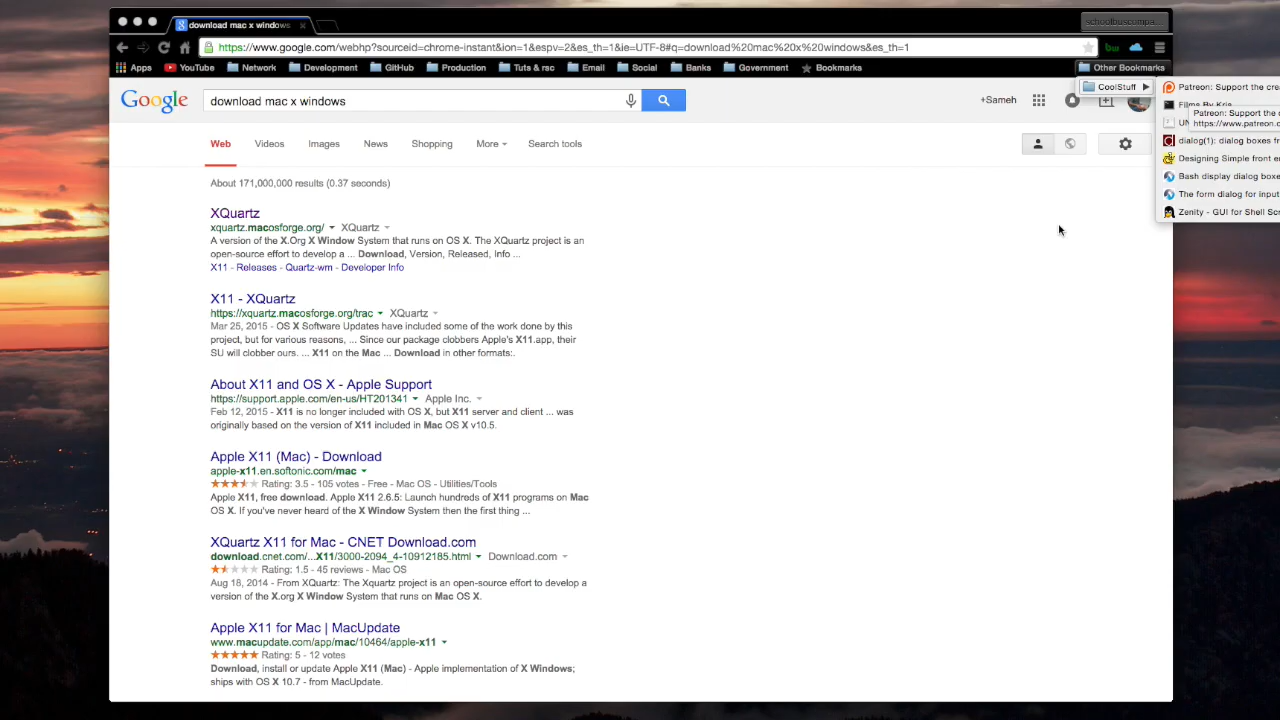 download mac x windows
schoolbuscompa...
https://www.google.com/webhp?sourceid=chrome-instant&ion=1&espv=2&es_th=1&ie=UTF-8#q=download%20mac%20x%20windows&es_th=1
Apps YouTube Network Development GitHub Production Tuts & rsc Email Social Banks Government Bookmarks Other Bookmarks
CoolStuff
Patreon: Support the crea
Films By Kris
Patreon: Support the c
UN https://www.patreon.c
dialog(1): dialog boxes fr
Designing Simple front e
Bash display dialog boxe
The form dialog for input
Zenity - GUI for Shell Scr
Google download mac x windows +Sameh
Web Videos Images News Shopping More Search tools
About 171,000,000 results (0.37 seconds)
XQuartz
xquartz.macosforge.org/ XQuartz
A version of the X.Org X Window System that runs on OS X. The XQuartz project is an
open-source effort to develop a ... Download, Version, Released, Info ...
X11 - Releases - Quartz-wm - Developer Info
X11 - XQuartz
https://xquartz.macosforge.org/trac XQuartz
Mar 25, 2015 - OS X Software Updates have included some of the work done by this
project, but for various reasons, ... Since our package clobbers Apple's X11.app, their
SU will clobber ours. ... X11 on the Mac ... Download in other formats:.
About X11 and OS X - Apple Support
https://support.apple.com/en-us/HT201341 Apple Inc.
Feb 12, 2015 - X11 is no longer included with OS X, but X11 server and client ... was
originally based on the version of X11 included in Mac OS X v10.5.
Apple X11 (Mac) - Download
apple-x11.en.softonic.com/mac
Rating: 3.5 - 105 votes - Free - Mac OS - Utilities/Tools
Apple X11, free download. Apple X11 2.6.5: Launch hundreds of X11 programs on Mac
OS X. If you've never heard of the X Window System then the first thing ...
XQuartz X11 for Mac - CNET Download.com
download.cnet.com/...X11/3000-2094_4-10912185.html Download.com
Rating: 1.5 - 45 reviews - Mac OS
Aug 18, 2014 - From XQuartz: The Xquartz project is an open-source effort to develop a
version of the X.org X Window System that runs on Mac OS X.
Apple X11 for Mac | MacUpdate
www.macupdate.com/app/mac/10464/apple-x11
Rating: 5 - 12 votes
Download, install or update Apple X11 (Mac) - Apple implementation of X Windows;
ships with OS X 10.7 - from MacUpdate.